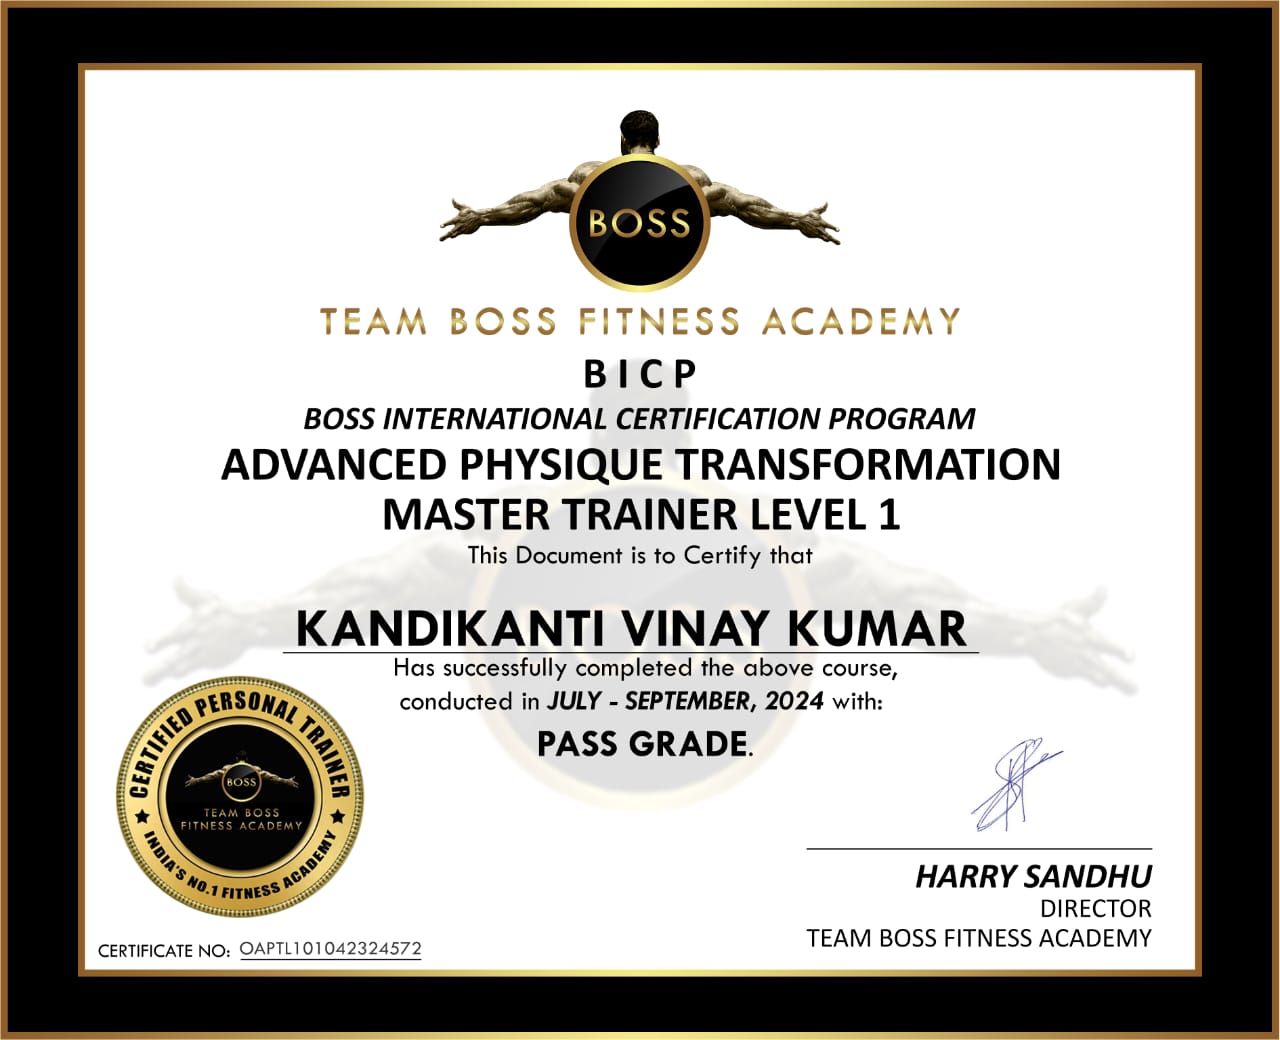 BOSS
TEAM BOSS FITNESS ACADEMY
BICP
BOSS INTERNATIONAL CERTIFICATION PROGRAM
ADVANCED PHYSIQUE TRANSFORMATION
MASTER TRAINER LEVEL 1
This Document is to Certify that
KANDIKANTI VINAY KUMAR
Has successfully completed the above course,
conducted in JULY - SEPTEMBER, 2024 with:
PASS GRADE.
CERTIFIED PERSONAL TRAINER
BOSS
TEAM BOSS
FITNESS ACADEMY
INDIA'S NO.1 FITNESS ACADEMY
HARRY SANDHU
DIRECTOR
TEAM BOSS FITNESS ACADEMY
CERTIFICATE NO: OAPTL101042324572